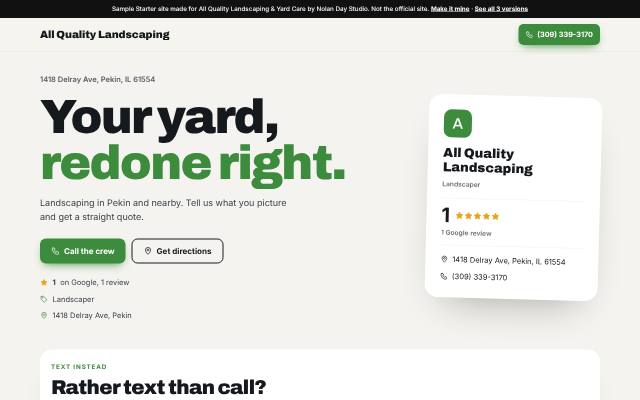 Sample Starter site made for All Quality Landscaping & Yard Care by Nolan Day Studio. Not the official site. Make it mine · See all 3 versions
All Quality Landscaping
(309) 339-3170
1418 Delray Ave, Pekin, IL 61554
Your yard,
redone right.
Landscaping in Pekin and nearby. Tell us what you picture
and get a straight quote.
Call the crew
Get directions
1 on Google, 1 review
Landscaper
1418 Delray Ave, Pekin
A
All Quality
Landscaping
Landscaper
1
1 Google review
1418 Delray Ave, Pekin, IL 61554
(309) 339-3170
TEXT INSTEAD
Rather text than call?